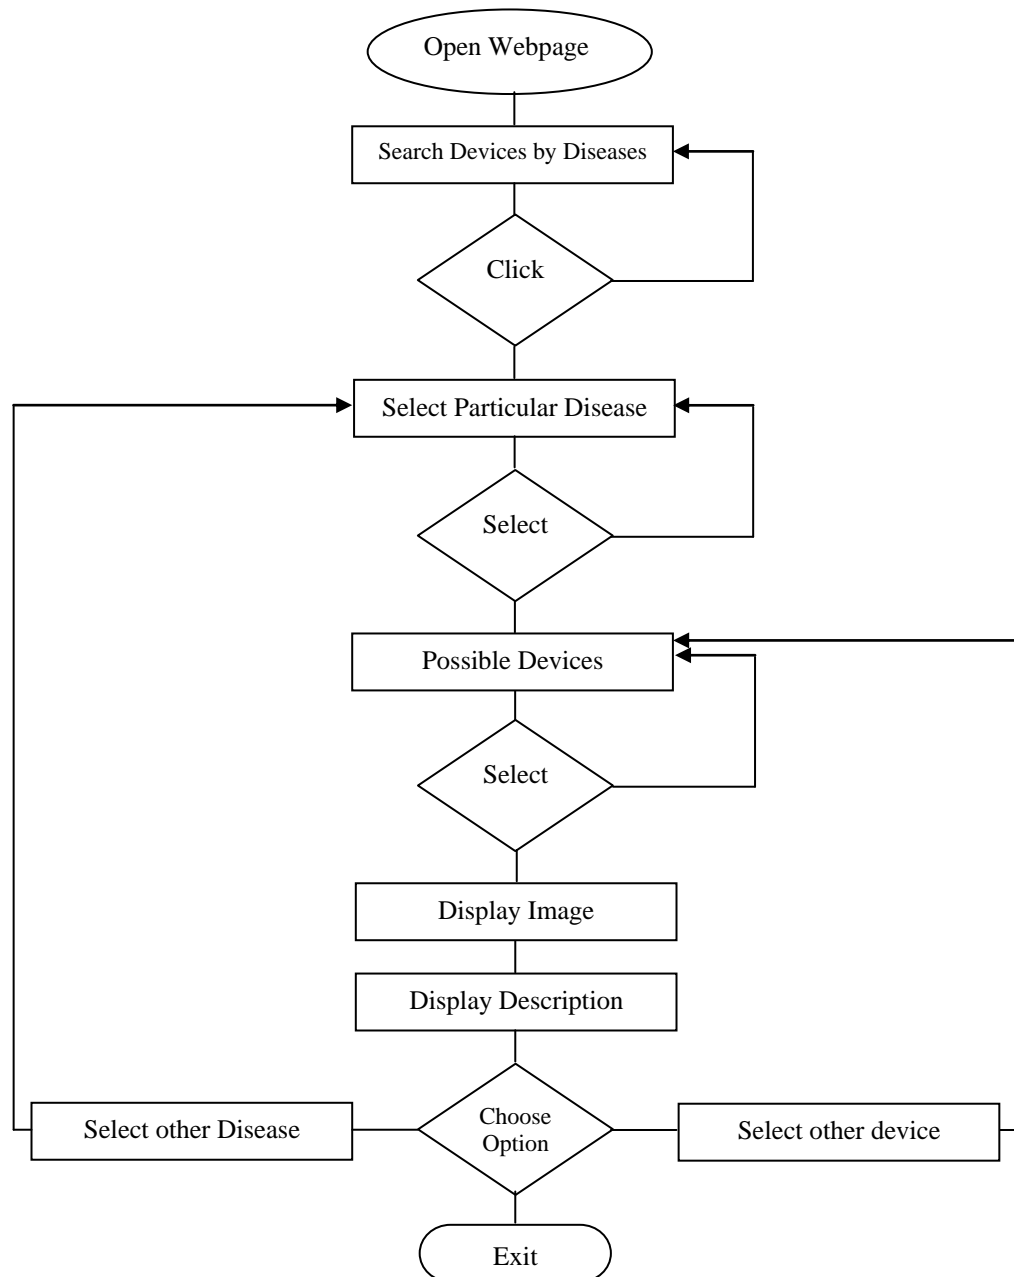 Open Webpage
Search Devices by Diseases
Click
Select Particular Disease
Select
Possible Devices
Select
Display Image
Display Description
Select other Disease
Choose
Option
Select other device
Exit